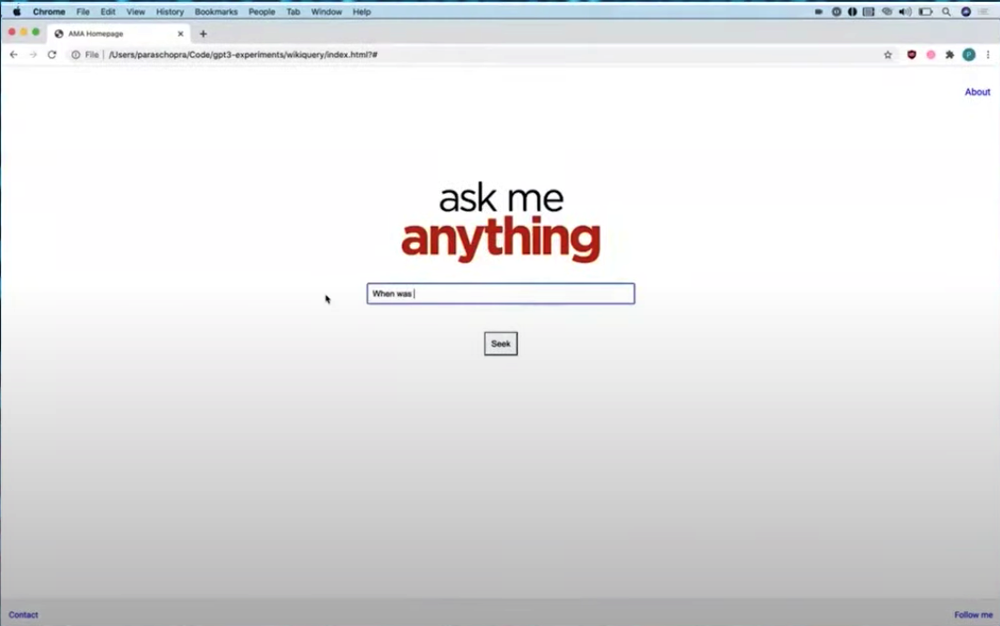 Chrome File Edit View History Bookmarks People Tab Window Help
AMA Homepage
File /Users/paraschopra/Code/gpt3-experiments/wikiquery/index.html?#
P
About
ask me
anything
When was
Seek
Contact Follow me